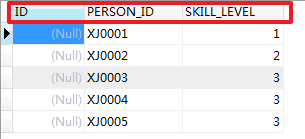 ID PERSON_ID SKILL_LEVEL
(Null) XJ0001 1
(Null) XJ0002 2
(Null) XJ0003 3
(Null) XJ0004 3
(Null) XJ0005 3